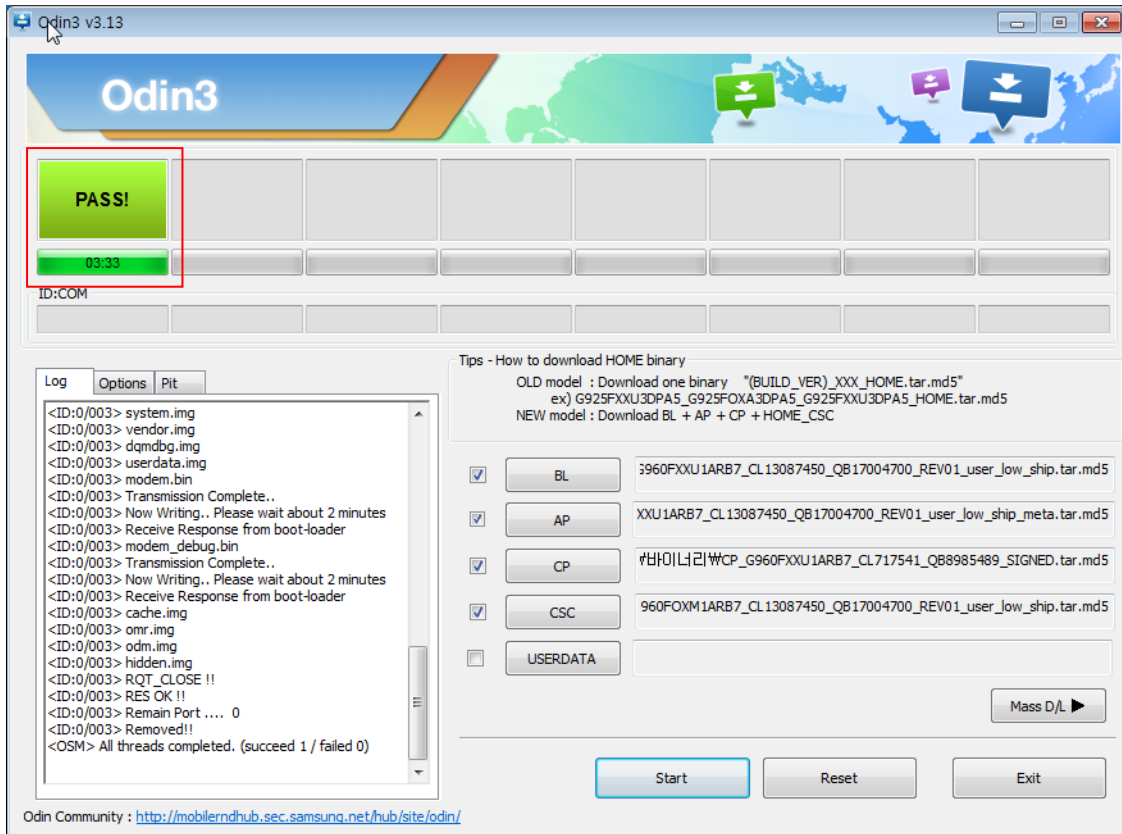 Odin3 v3.13
Odin3
PASS!
03:33
ID:COM
Log
Options
Pit
<ID:0/003> system.img
<ID:0/003> vendor.img
<ID:0/003> dqmdbg.img
<ID:0/003> userdata.img
<ID:0/003> modem.bin
<ID:0/003> Transmission Complete..
<ID:0/003> Now Writing.. Please wait about 2 minutes
<ID:0/003> Receive Response from boot-loader
<ID:0/003> modem_debug.bin
<ID:0/003> Transmission Complete..
<ID:0/003> Now Writing.. Please wait about 2 minutes
<ID:0/003> Receive Response from boot-loader
<ID:0/003> cache.img
<ID:0/003> omr.img
<ID:0/003> odm.img
<ID:0/003> hidden.img
<ID:0/003> RQT_CLOSE !!
<ID:0/003> RES OK !!
<ID:0/003> Remain Port .... 0
<ID:0/003> Removed!!
<OSM> All threads completed. (succeed 1 / failed 0)
Tips - How to download HOME binary
OLD model : Download one binary "(BUILD_VER)_XXX_HOME.tar.md5"
ex) G925FXXU3DPA5_G925FOXA3DPA5_G925FXXU3DPA5_HOME.tar.md5
NEW model : Download BL + AP + CP + HOME_CSC
BL
G960FXXU1ARB7_CL13087450_QB17004700_REV01_user_low_ship.tar.md5
AP
XXU1ARB7_CL13087450_QB17004700_REV01_user_low_ship_meta.tar.md5
CP
바이너리₩CP_G960FXXU1ARB7_CL717541_QB8985489_SIGNED.tar.md5
CSC
960FOXM1ARB7_CL13087450_QB17004700_REV01_user_low_ship.tar.md5
USERDATA
Mass D/L
Start
Reset
Exit
Odin Community : http://mobilerndhub.sec.samsung.net/hub/site/odin/